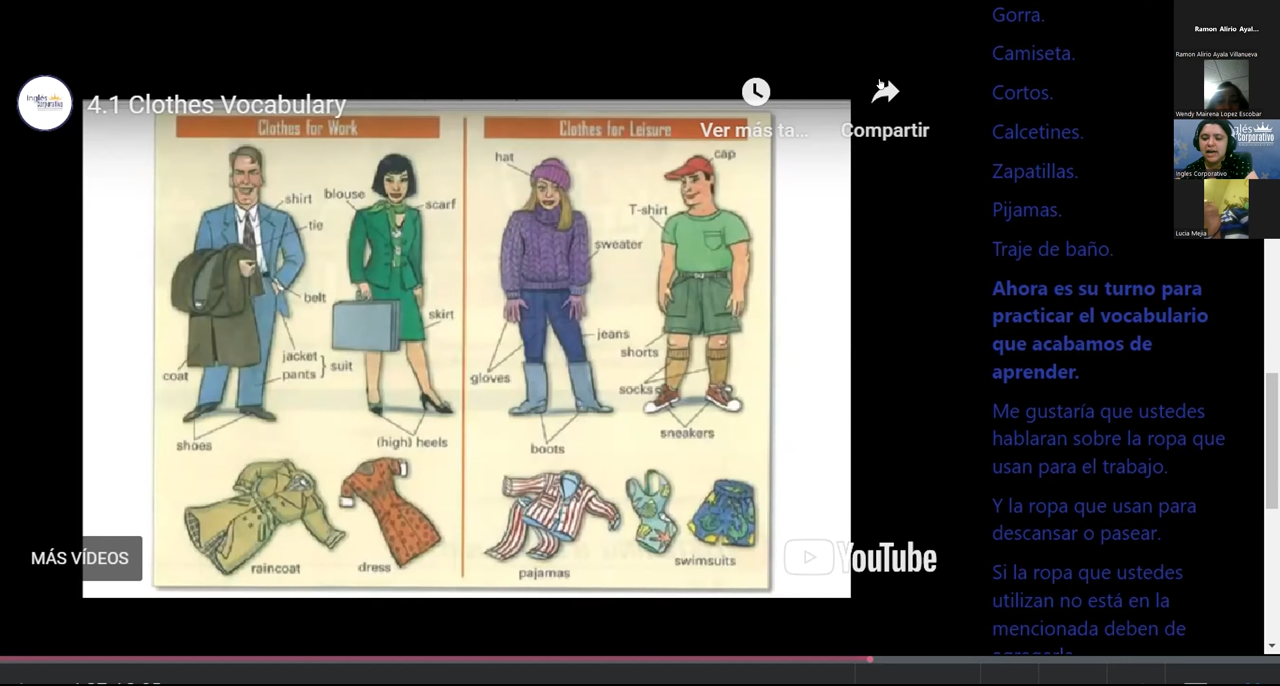 Inglés
Corporativo
4.1 Clothes Vocabulary
Ver más ta...
Compartir
Clothes for Work
shirt
blouse
scarf
tie
belt
skirt
jacket
pants
suit
coat
shoes
(high) heels
raincoat
dress
Clothes for Leisure
hat
cap
T-shirt
sweater
jeans
shorts
gloves
socks
sneakers
boots
pajamas
swimsuits
MÁS VÍDEOS
YouTube
Gorra.
Camiseta.
Cortos.
Calcetines.
Zapatillas.
Pijamas.
Traje de baño.
Ahora es su turno para
practicar el vocabulario
que acabamos de
aprender.
Me gustaría que ustedes
hablaran sobre la ropa que
usan para el trabajo.
Y la ropa que usan para
descansar o pasear.
Si la ropa que ustedes
utilizan no está en la
mencionada deben de
Ramon Alirio Ayal...
Ramon Alirio Ayala Villanueva
Wendy Mairena Lopez Escobar
Ingles Corporativo
Lucia Mejia